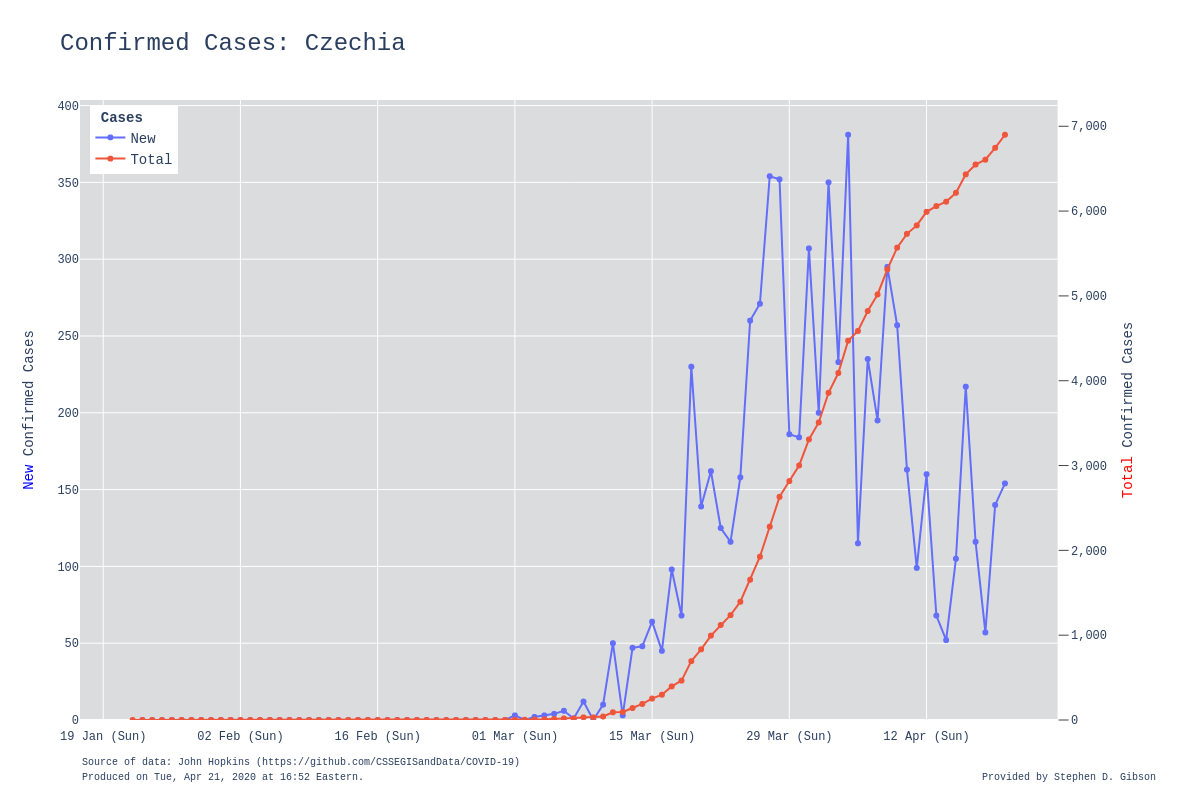 Confirmed Cases: Czechia
Cases
New
Total
400
350
300
250
200
150
100
50
0
7,000
6,000
5,000
4,000
3,000
2,000
1,000
0
New Confirmed Cases
Total Confirmed Cases
19 Jan (Sun) 02 Feb (Sun) 16 Feb (Sun) 01 Mar (Sun) 15 Mar (Sun) 29 Mar (Sun) 12 Apr (Sun)
Source of data: John Hopkins (https://github.com/CSSEGISandData/COVID-19)
Produced on Tue, Apr 21, 2020 at 16:52 Eastern.
Provided by Stephen D. Gibson